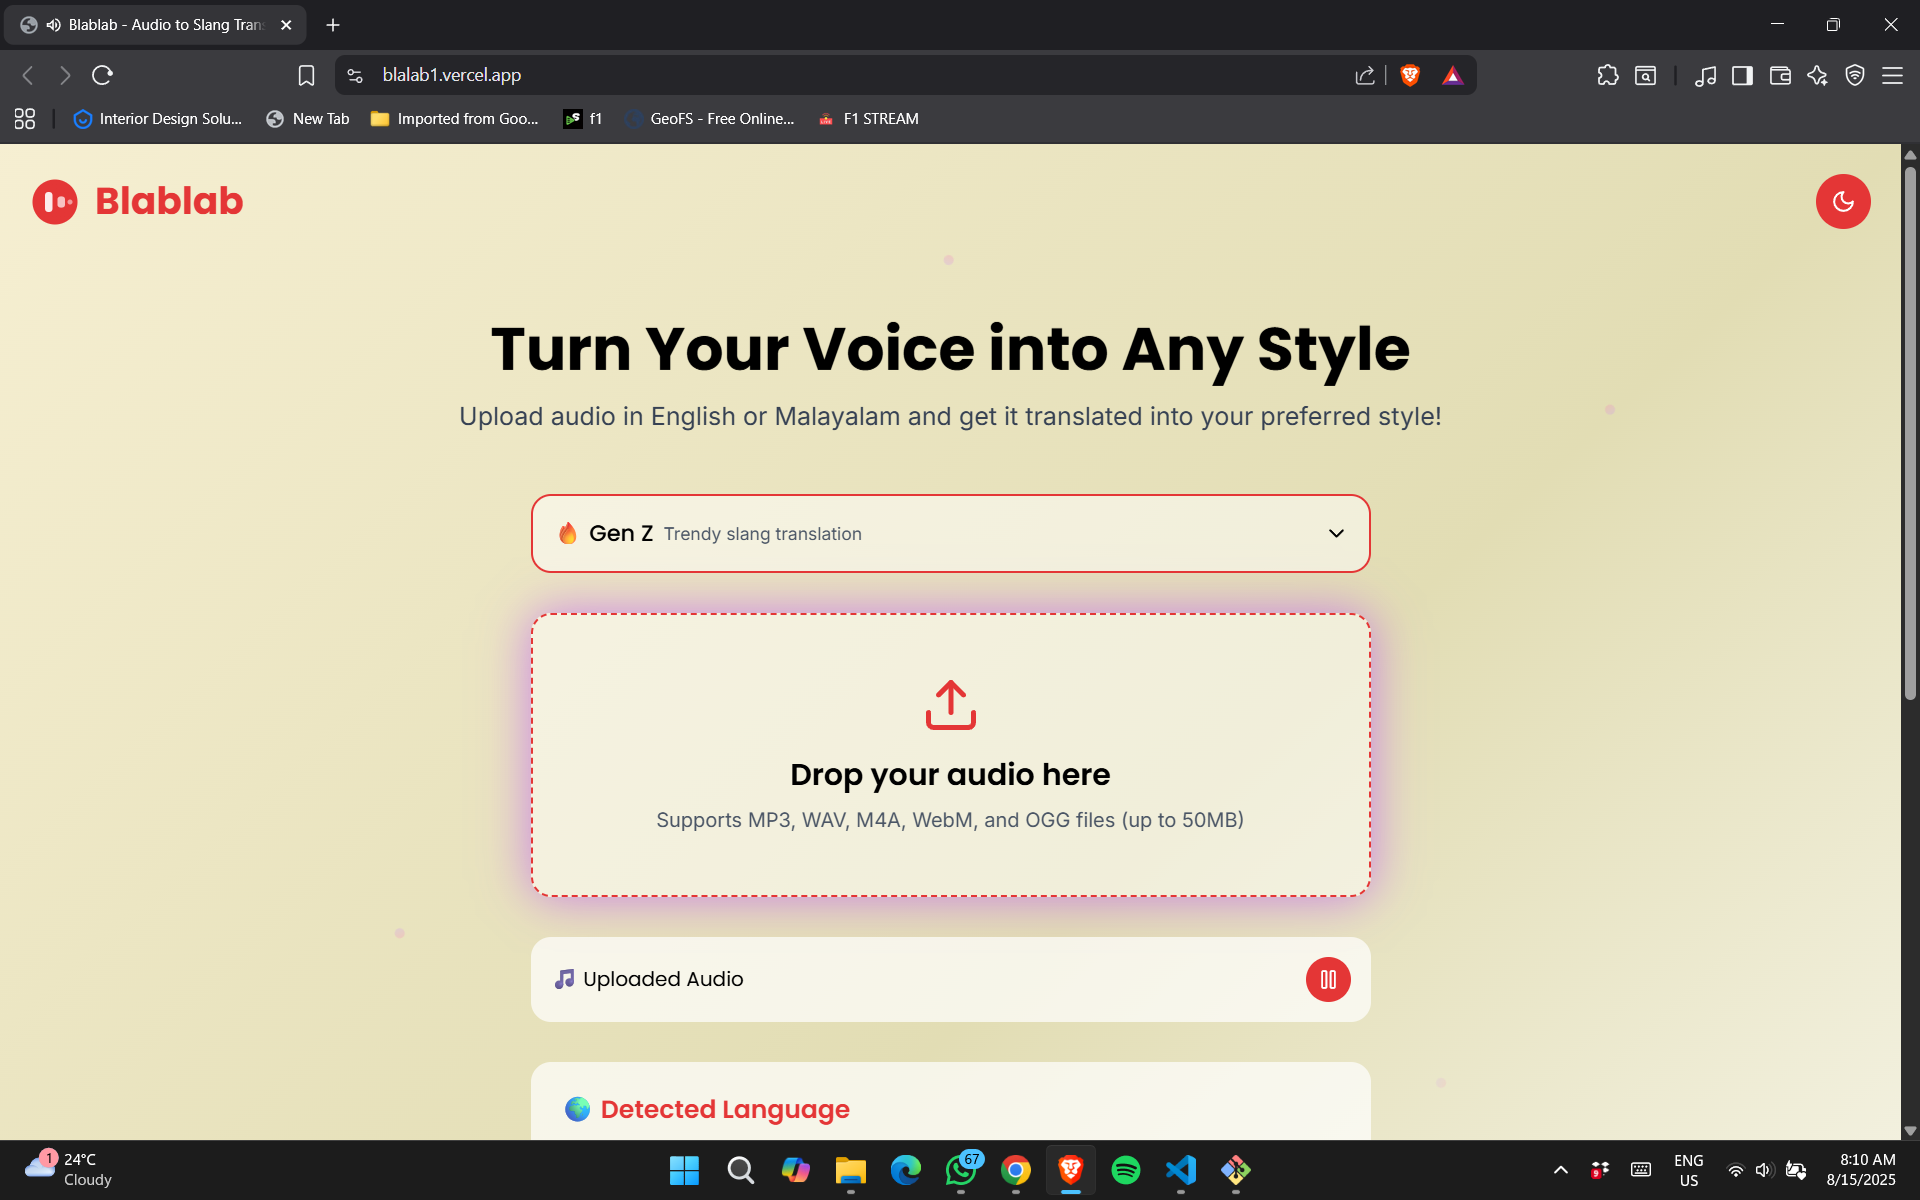 Blablab - Audio to Slang Tran
blalab1.vercel.app
Interior Design Solu...
New Tab
Imported from Goo...
f1
GeoFS - Free Online...
F1 STREAM
Blablab
Turn Your Voice into Any Style
Upload audio in English or Malayalam and get it translated into your preferred style!
Gen Z Trendy slang translation
Drop your audio here
Supports MP3, WAV, M4A, WebM, and OGG files (up to 50MB)
Uploaded Audio
Detected Language
1
24°C
Cloudy
67
9
ENG
US
8:10 AM
8/15/2025